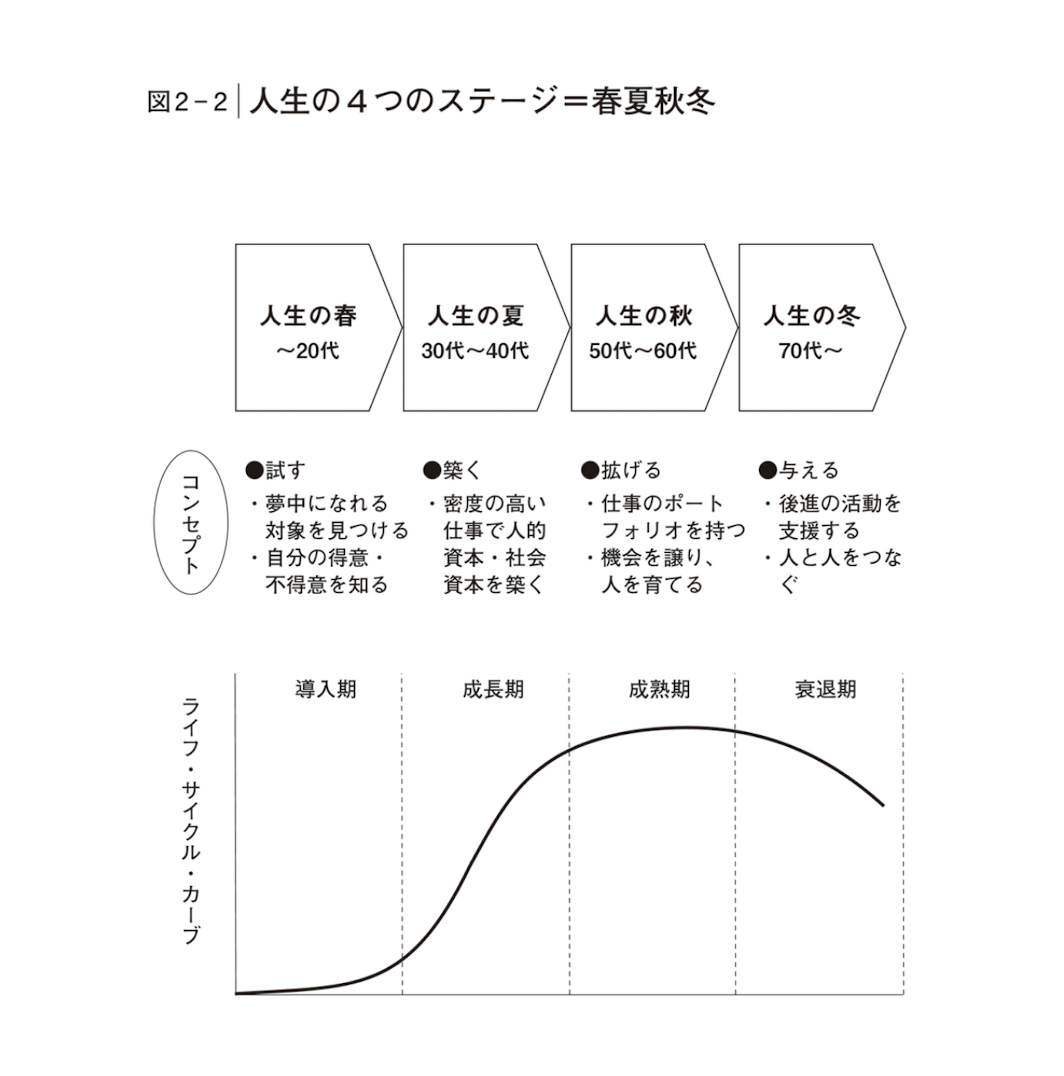 図2-2 人生の4つのステージ＝春夏秋冬
人生の春
〜20代
人生の夏
30代〜40代
人生の秋
50代〜60代
人生の冬
70代〜
コンセプト
●試す
・夢中になれる
対象を見つける
・自分の得意・
不得意を知る
●築く
・密度の高い
仕事で人的
資本・社会
資本を築く
●拡げる
・仕事のポート
フォリオを持つ
・機会を譲り、
人を育てる
●与える
・後進の活動を
支援する
・人と人をつな
ぐ
ライフ・サイクル・カーブ
導入期
成長期
成熟期
衰退期